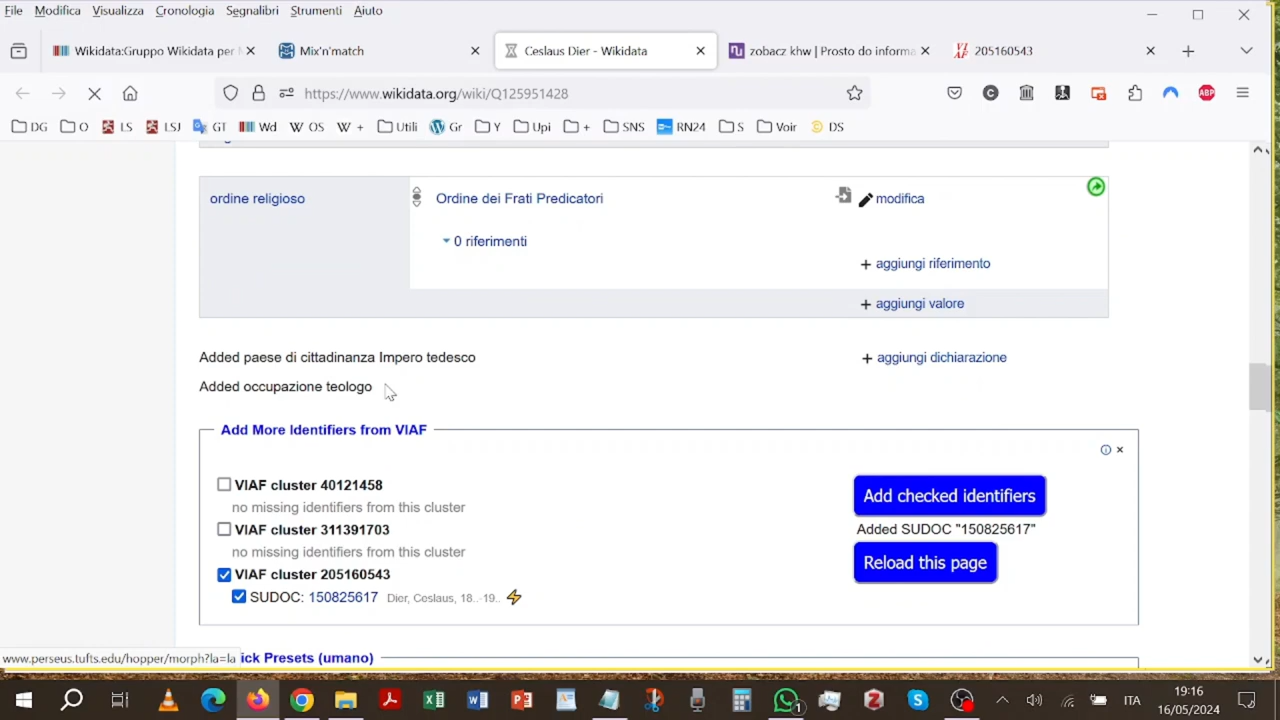 File Modifica Visualizza Cronologia Segnalibri Strumenti Aiuto
Wikidata:Gruppo Wikidata per Mix'n'match Ceslaus Dier - Wikidata zobacz khw | Prosto do informa 205160543
https://www.wikidata.org/wiki/Q125951428
DG O LS LSJ GT Wd OS + Utili Gr Y Upi + SNS RN24 S Voir DS
ordine religioso Ordine dei Frati Predicatori modifica
0 riferimenti
+ aggiungi riferimento
+ aggiungi valore
Added paese di cittadinanza Impero tedesco + aggiungi dichiarazione
Added occupazione teologo
Add More Identifiers from VIAF
VIAF cluster 40121458 Add checked identifiers
no missing identifiers from this cluster
VIAF cluster 311391703 Added SUDOC "150825617"
no missing identifiers from this cluster Reload this page
VIAF cluster 205160543
SUDOC: 150825617 Dier, Ceslaus, 18..-19..
www.perseus.tufts.edu/hopper/morph?la=la ick Presets (umano)
ITA 19:16
16/05/2024